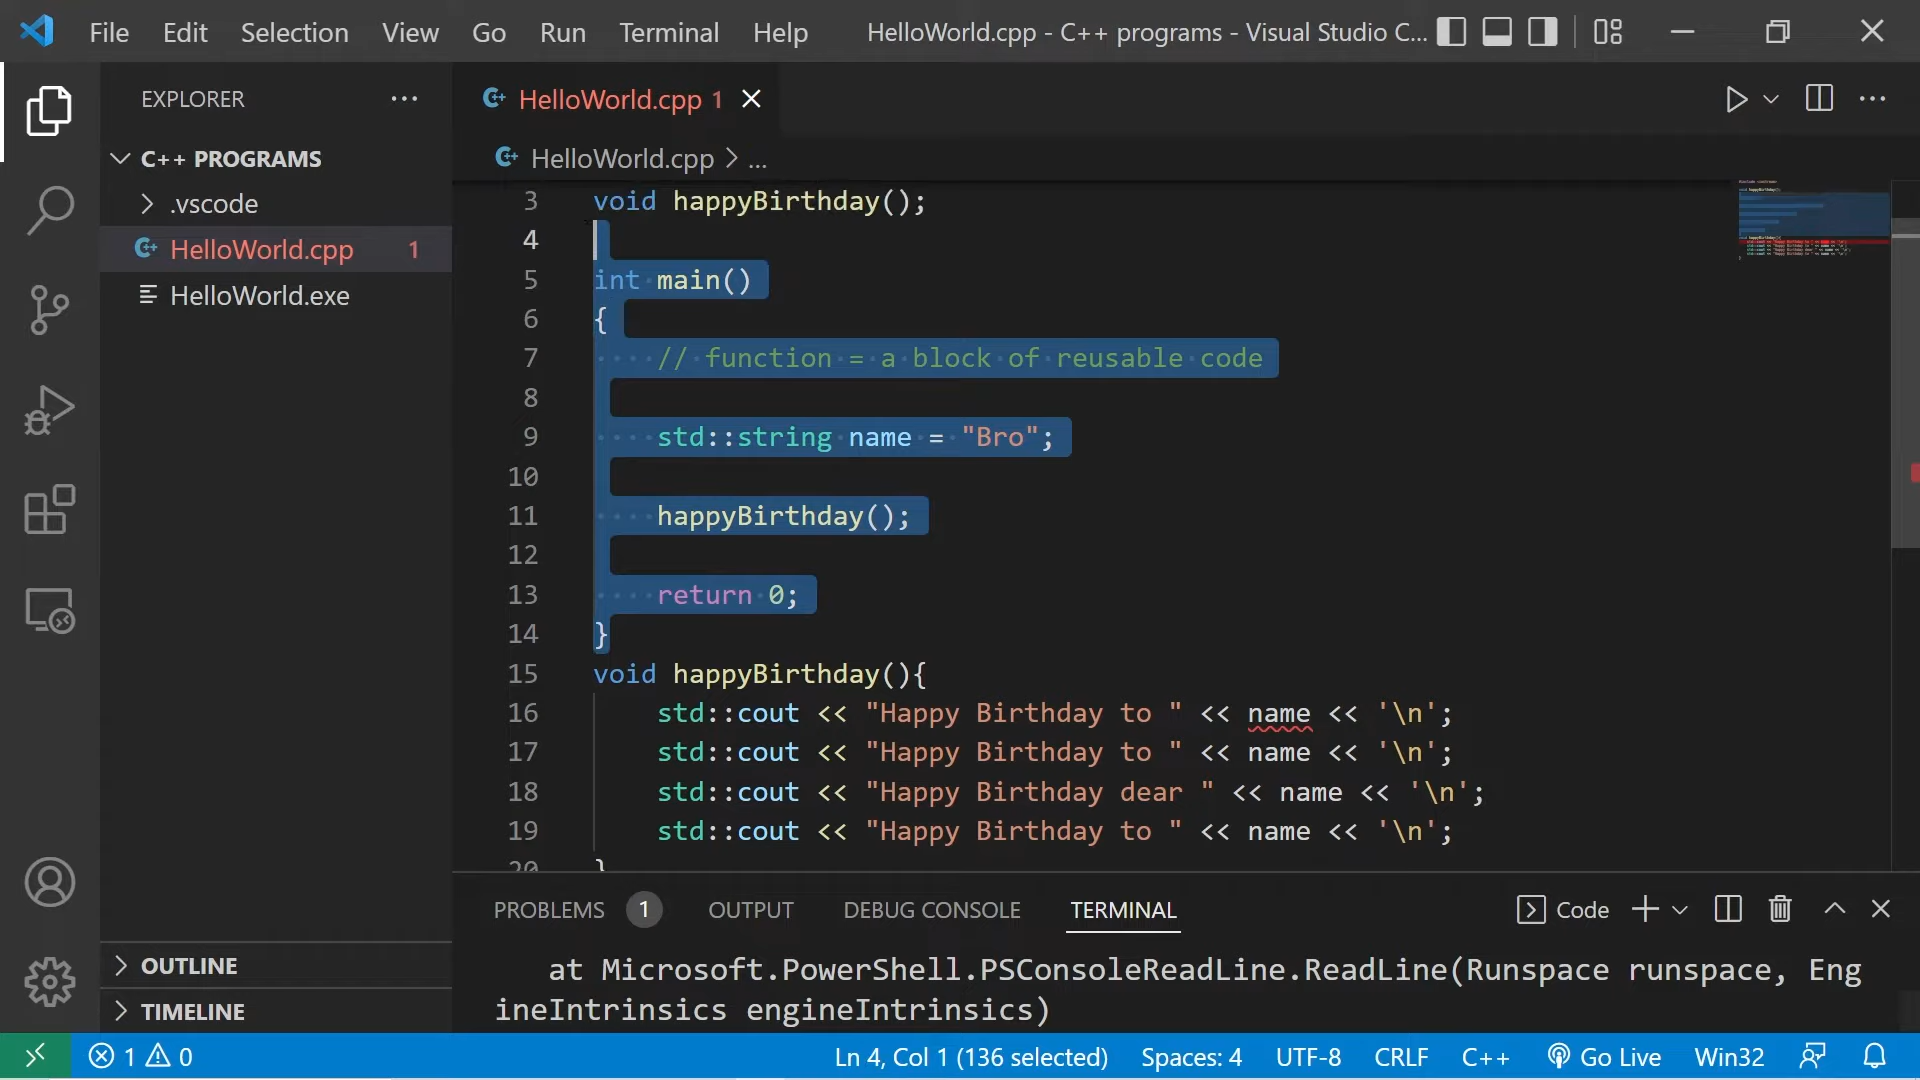 File Edit Selection View Go Run Terminal Help HelloWorld.cpp - C++ programs - Visual Studio C...
EXPLORER
C++ PROGRAMS
.vscode
HelloWorld.cpp 1
HelloWorld.exe
OUTLINE
TIMELINE
HelloWorld.cpp 1
HelloWorld.cpp > ...
3 void happyBirthday();
4
5 int main()
6 {
7 // function = a block of reusable code
8
9 std::string name = "Bro";
10
11 happyBirthday();
12
13 return 0;
14 }
15 void happyBirthday(){
16 std::cout << "Happy Birthday to " << name << '\n';
17 std::cout << "Happy Birthday to " << name << '\n';
18 std::cout << "Happy Birthday dear " << name << '\n';
19 std::cout << "Happy Birthday to " << name << '\n';
20 }
PROBLEMS 1 OUTPUT DEBUG CONSOLE TERMINAL Code
at Microsoft.PowerShell.PSConsoleReadLine.ReadLine(Runspace runspace, Eng
ineIntrinsics engineIntrinsics)
1 0 Ln 4, Col 1 (136 selected) Spaces: 4 UTF-8 CRLF C++ Go Live Win32